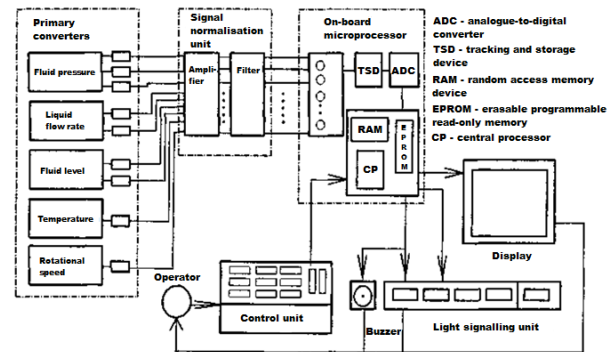 Primary
converters
Fluid pressure
Liquid
flow rate
Fluid level
Temperature
Rotational
speed
Signal
normalisation
unit
Ampli-
fier
Filter
On-board
microprocessor
TSD
ADC
RAM
EPROM
CP
ADC - analogue-to-digital
converter
TSD - tracking and storage
device
RAM - random access memory
device
EPROM - erasable programmable
read-only memory
CP - central processor
Display
Operator
Control unit
Buzzer
Light signalling unit